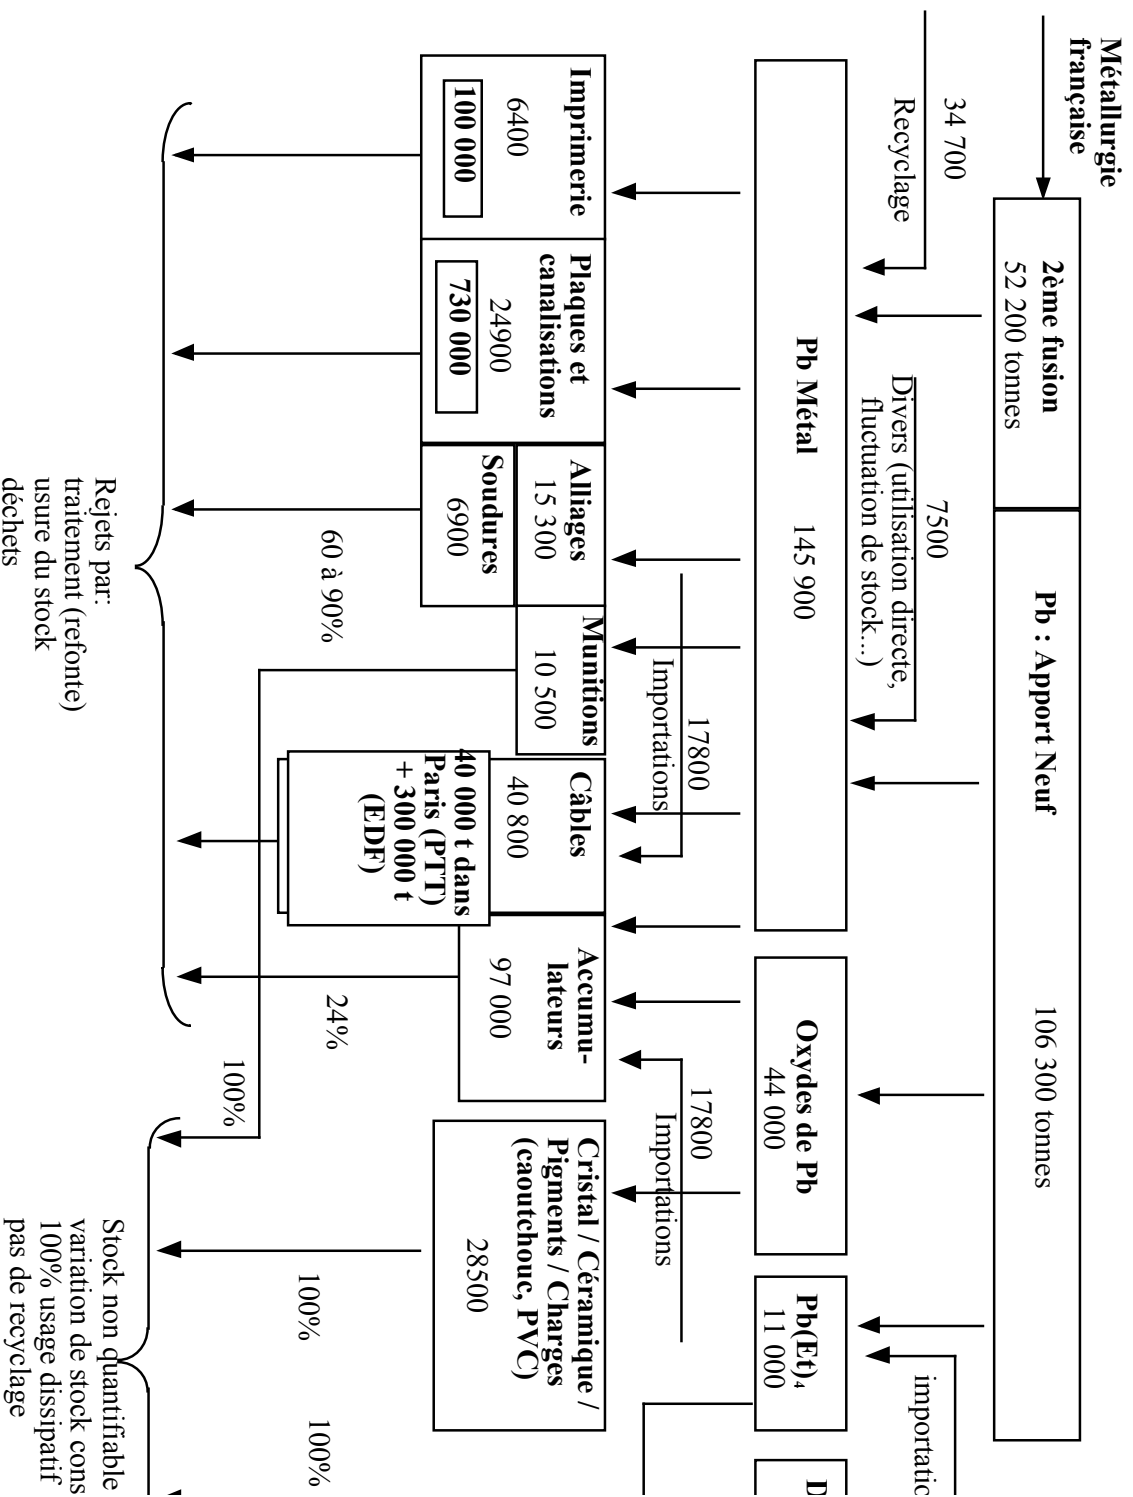 Métallurgie
française
2ème fusion
52 200 tonnes
Pb : Apport Neuf
106 300 tonnes
34 700
Recyclage
7500
Divers (utilisation directe,
fluctuation de stock...)
Pb Métal
145 900
Oxydes de Pb
44 000
Pb(Et)₄
11 000
17800
Importations
17800
Importations
Imprimerie
6400
100 000
Plaques et
canalisations
24900
730 000
Alliages
15 300
Soudures
6900
Munitions
10 500
Câbles
40 800
40 000 t dans
Paris (PTT)
+ 300 000 t
(EDF)
Accumu-
lateurs
97 000
Cristal / Céramique /
Pigments / Charges
(caoutchouc, PVC)
28500
60 à 90%
24%
100%
100%
100%
Rejets par:
traitement (refonte)
usure du stock
déchets
Stock non quantifiable
variation de stock
100% usage dissipatif
pas de recyclage